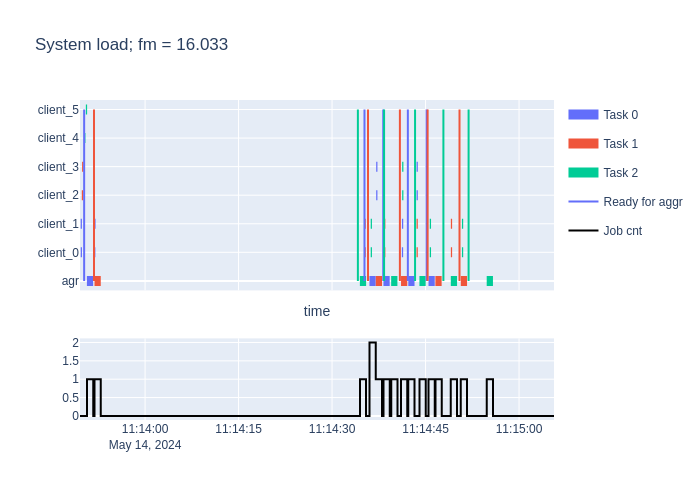 System load; fm = 16.033
client_5
client_4
client_3
client_2
client_1
client_0
agr
Task 0
Task 1
Task 2
Ready for aggr
Job cnt
time
2
1.5
1
0.5
0
11:14:00
11:14:15
11:14:30
11:14:45
11:15:00
May 14, 2024